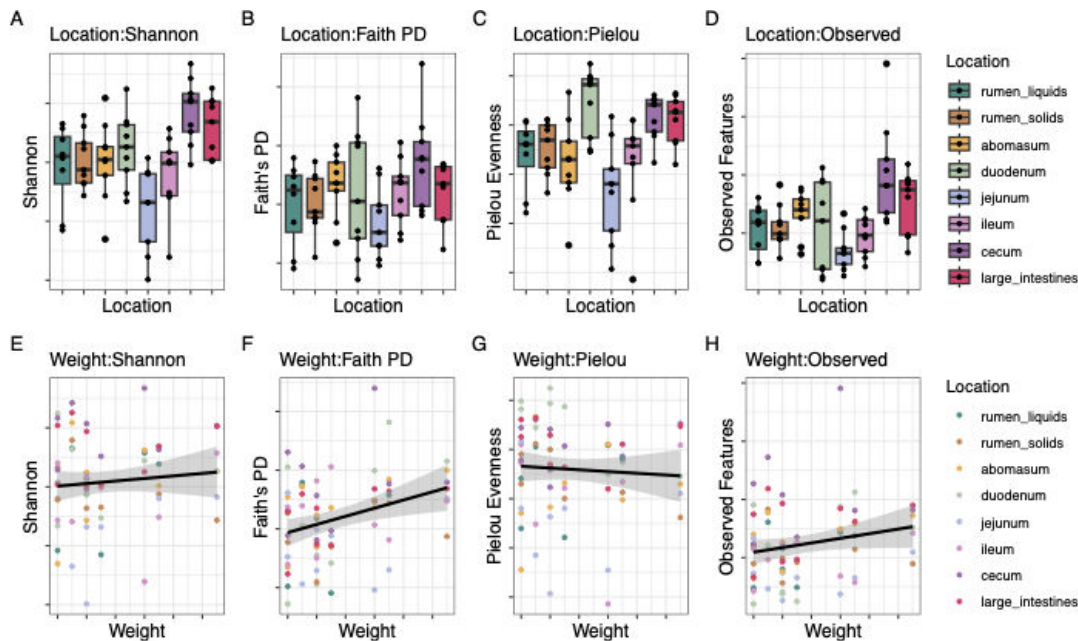 A
Location:Shannon
Shannon
Location
B
Location:Faith PD
Faith's PD
Location
C
Location:Pielou
Pielou Evenness
Location
D
Location:Observed
Observed Features
Location
Location
rumen_liquids
rumen_solids
abomasum
duodenum
jejunum
ileum
cecum
large_intestines
E
Weight:Shannon
Shannon
Weight
F
Weight:Faith PD
Faith's PD
Weight
G
Weight:Pielou
Pielou Evenness
Weight
H
Weight:Observed
Observed Features
Weight
Location
rumen_liquids
rumen_solids
abomasum
duodenum
jejunum
ileum
cecum
large_intestines